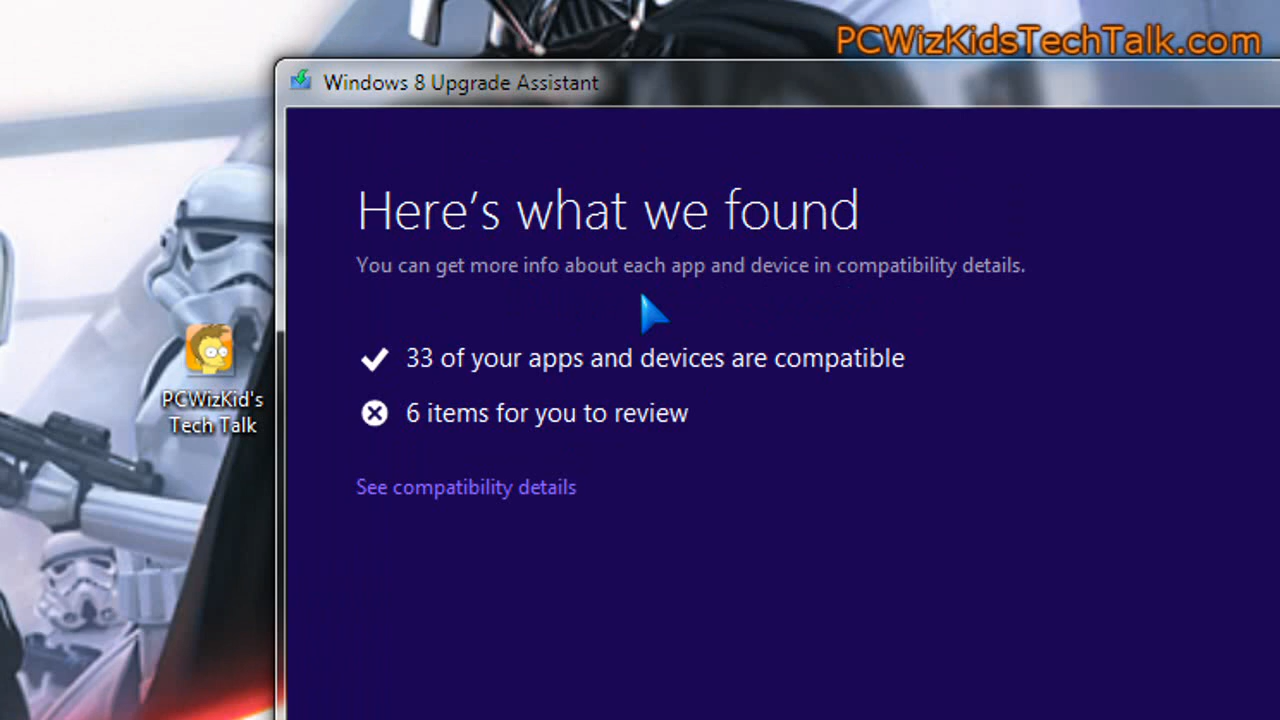 PCWizKidsTechTalk.com
Windows 8 Upgrade Assistant
Here's what we found
You can get more info about each app and device in compatibility details.
33 of your apps and devices are compatible
6 items for you to review
See compatibility details
PCWizKid's
Tech Talk